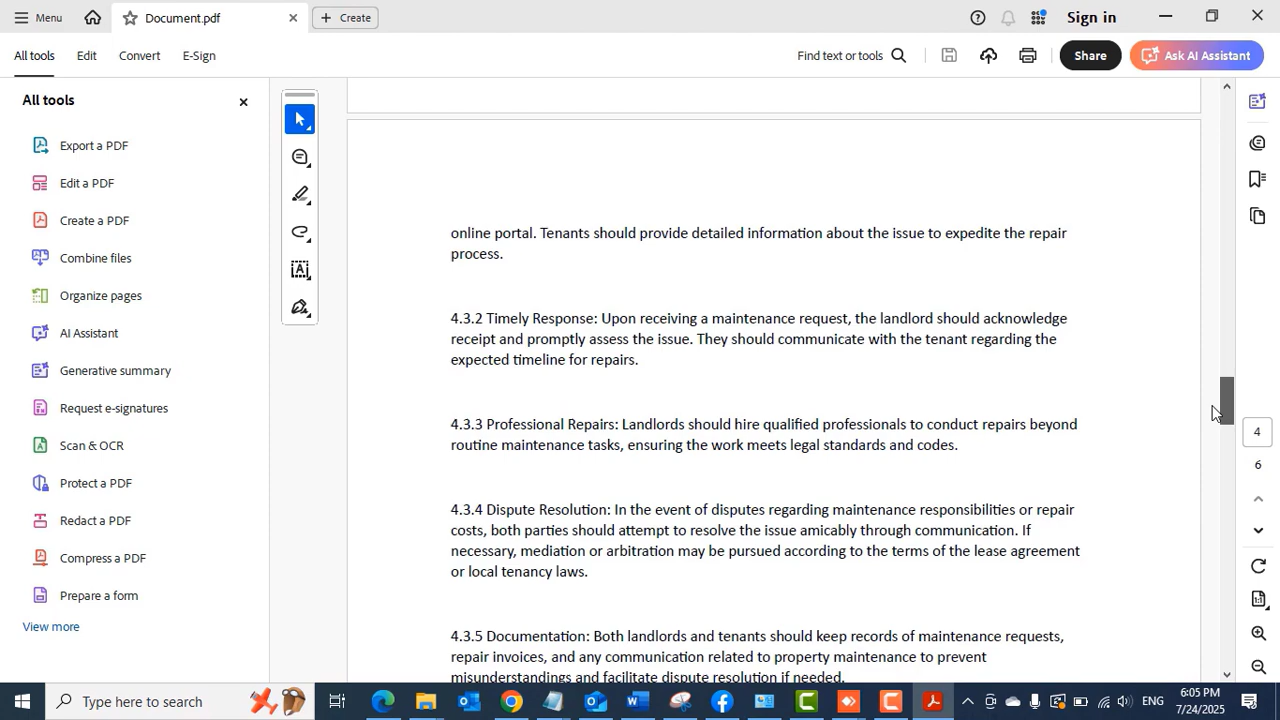 Menu
Document.pdf
Create
Sign in
All tools
Edit
Convert
E-Sign
Find text or tools
Share
Ask AI Assistant
All tools
Export a PDF
Edit a PDF
Create a PDF
Combine files
Organize pages
AI Assistant
Generative summary
Request e-signatures
Scan & OCR
Protect a PDF
Redact a PDF
Compress a PDF
Prepare a form
View more
online portal. Tenants should provide detailed information about the issue to expedite the repair
process.
4.3.2 Timely Response: Upon receiving a maintenance request, the landlord should acknowledge
receipt and promptly assess the issue. They should communicate with the tenant regarding the
expected timeline for repairs.
4.3.3 Professional Repairs: Landlords should hire qualified professionals to conduct repairs beyond
routine maintenance tasks, ensuring the work meets legal standards and codes.
4.3.4 Dispute Resolution: In the event of disputes regarding maintenance responsibilities or repair
costs, both parties should attempt to resolve the issue amicably through communication. If
necessary, mediation or arbitration may be pursued according to the terms of the lease agreement
or local tenancy laws.
4.3.5 Documentation: Both landlords and tenants should keep records of maintenance requests,
repair invoices, and any communication related to property maintenance to prevent
misunderstandings and facilitate dispute resolution if needed.
4
6
Type here to search
ENG
6:05 PM
7/24/2025